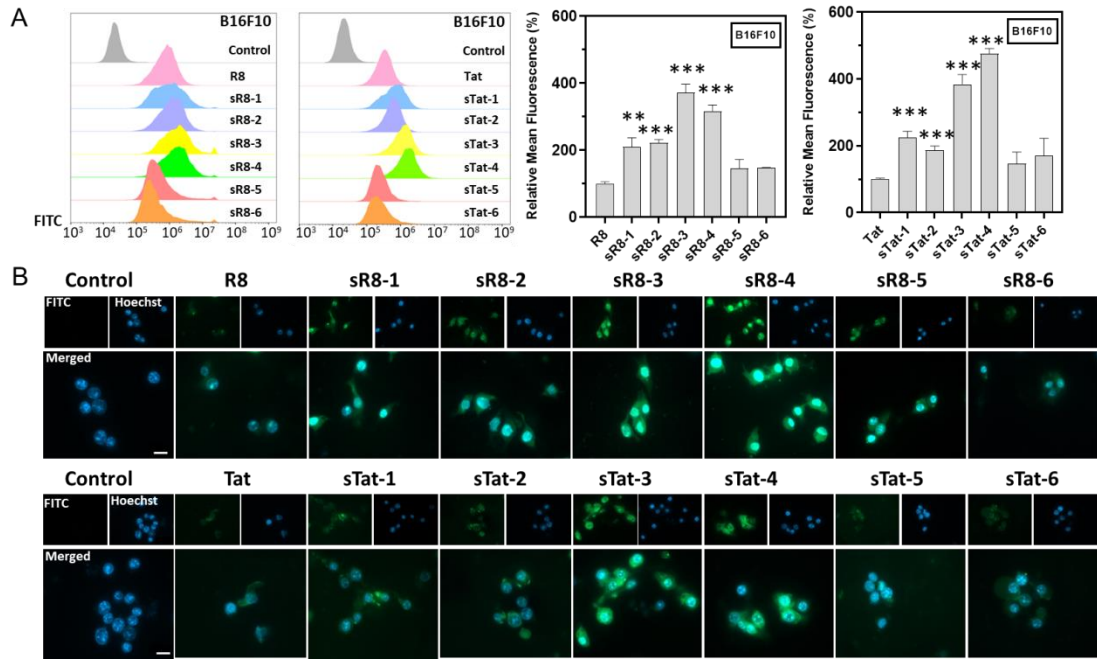 A
B16F10
Control
R8
sR8-1
sR8-2
sR8-3
sR8-4
sR8-5
sR8-6
FITC
10³ 10⁴ 10⁵ 10⁶ 10⁷ 10⁸ 10⁹
B16F10
Control
Tat
sTat-1
sTat-2
sTat-3
sTat-4
sTat-5
sTat-6
10³ 10⁴ 10⁵ 10⁶ 10⁷ 10⁸ 10⁹
Relative Mean Fluorescence (%)
600
400
200
0
B16F10
** *** *** ***
R8 sR8-1 sR8-2 sR8-3 sR8-4 sR8-5 sR8-6
Relative Mean Fluorescence (%)
600
400
200
0
B16F10
*** *** *** ***
Tat sTat-1 sTat-2 sTat-3 sTat-4 sTat-5 sTat-6
B
Control R8 sR8-1 sR8-2 sR8-3 sR8-4 sR8-5 sR8-6
FITC Hoechst
Merged
Control Tat sTat-1 sTat-2 sTat-3 sTat-4 sTat-5 sTat-6
FITC Hoechst
Merged